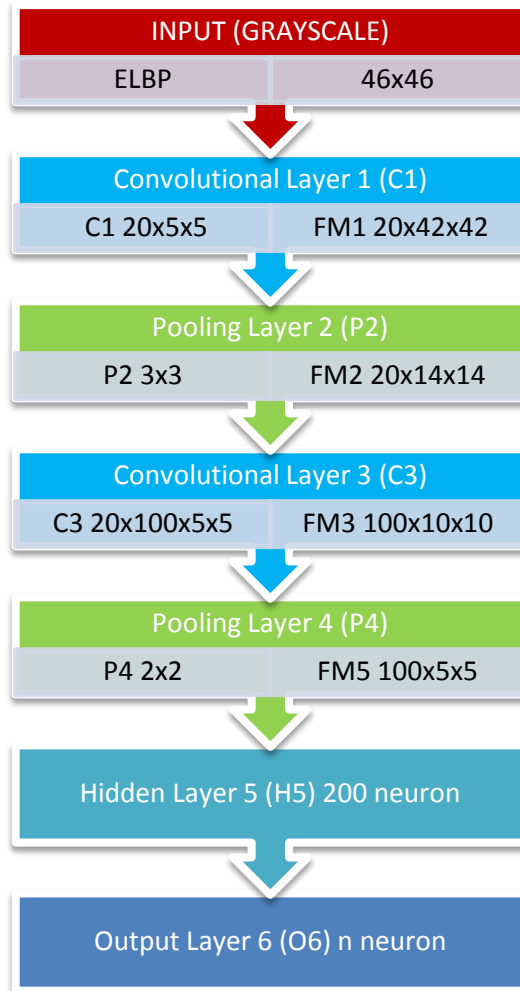 INPUT (GRAYSCALE)
ELBP 46x46
Convolutional Layer 1 (C1)
C1 20x5x5 FM1 20x42x42
Pooling Layer 2 (P2)
P2 3x3 FM2 20x14x14
Convolutional Layer 3 (C3)
C3 20x100x5x5 FM3 100x10x10
Pooling Layer 4 (P4)
P4 2x2 FM5 100x5x5
Hidden Layer 5 (H5) 200 neuron
Output Layer 6 (O6) n neuron